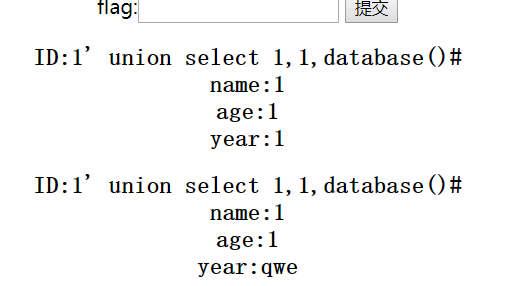 flag: 提交
ID:1' union select 1,1,database()#
name:1
age:1
year:1
ID:1' union select 1,1,database()#
name:1
age:1
year:qwe